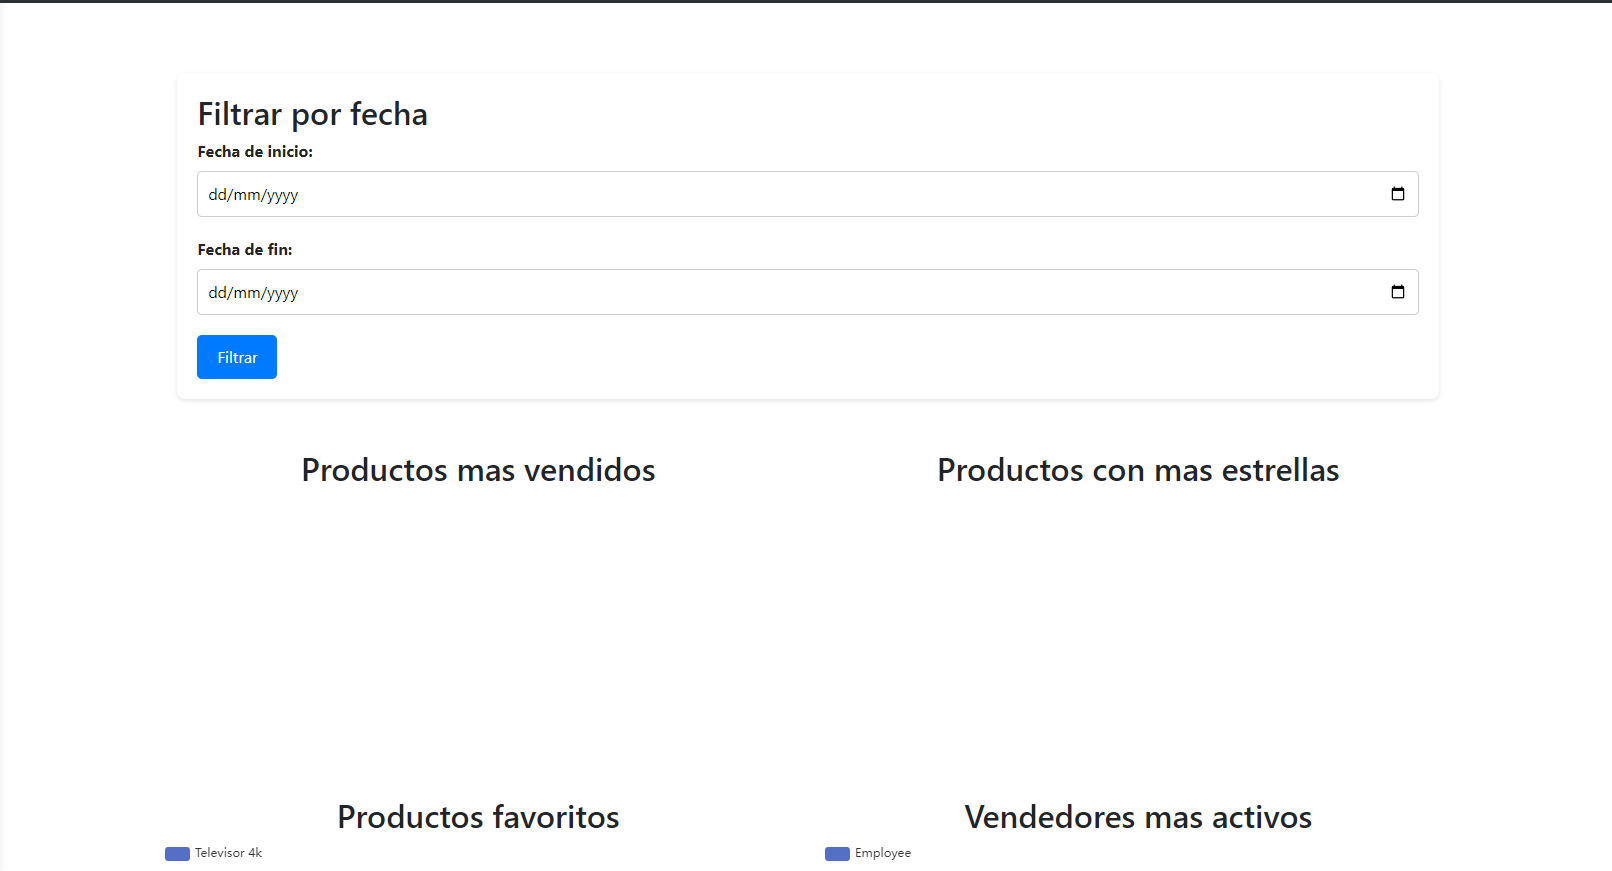 Filtrar por fecha
Fecha de inicio:
dd/mm/yyyy
Fecha de fin:
dd/mm/yyyy
Filtrar
Productos mas vendidos
Productos con mas estrellas
Productos favoritos
Vendedores mas activos
Televisor 4k
Employee